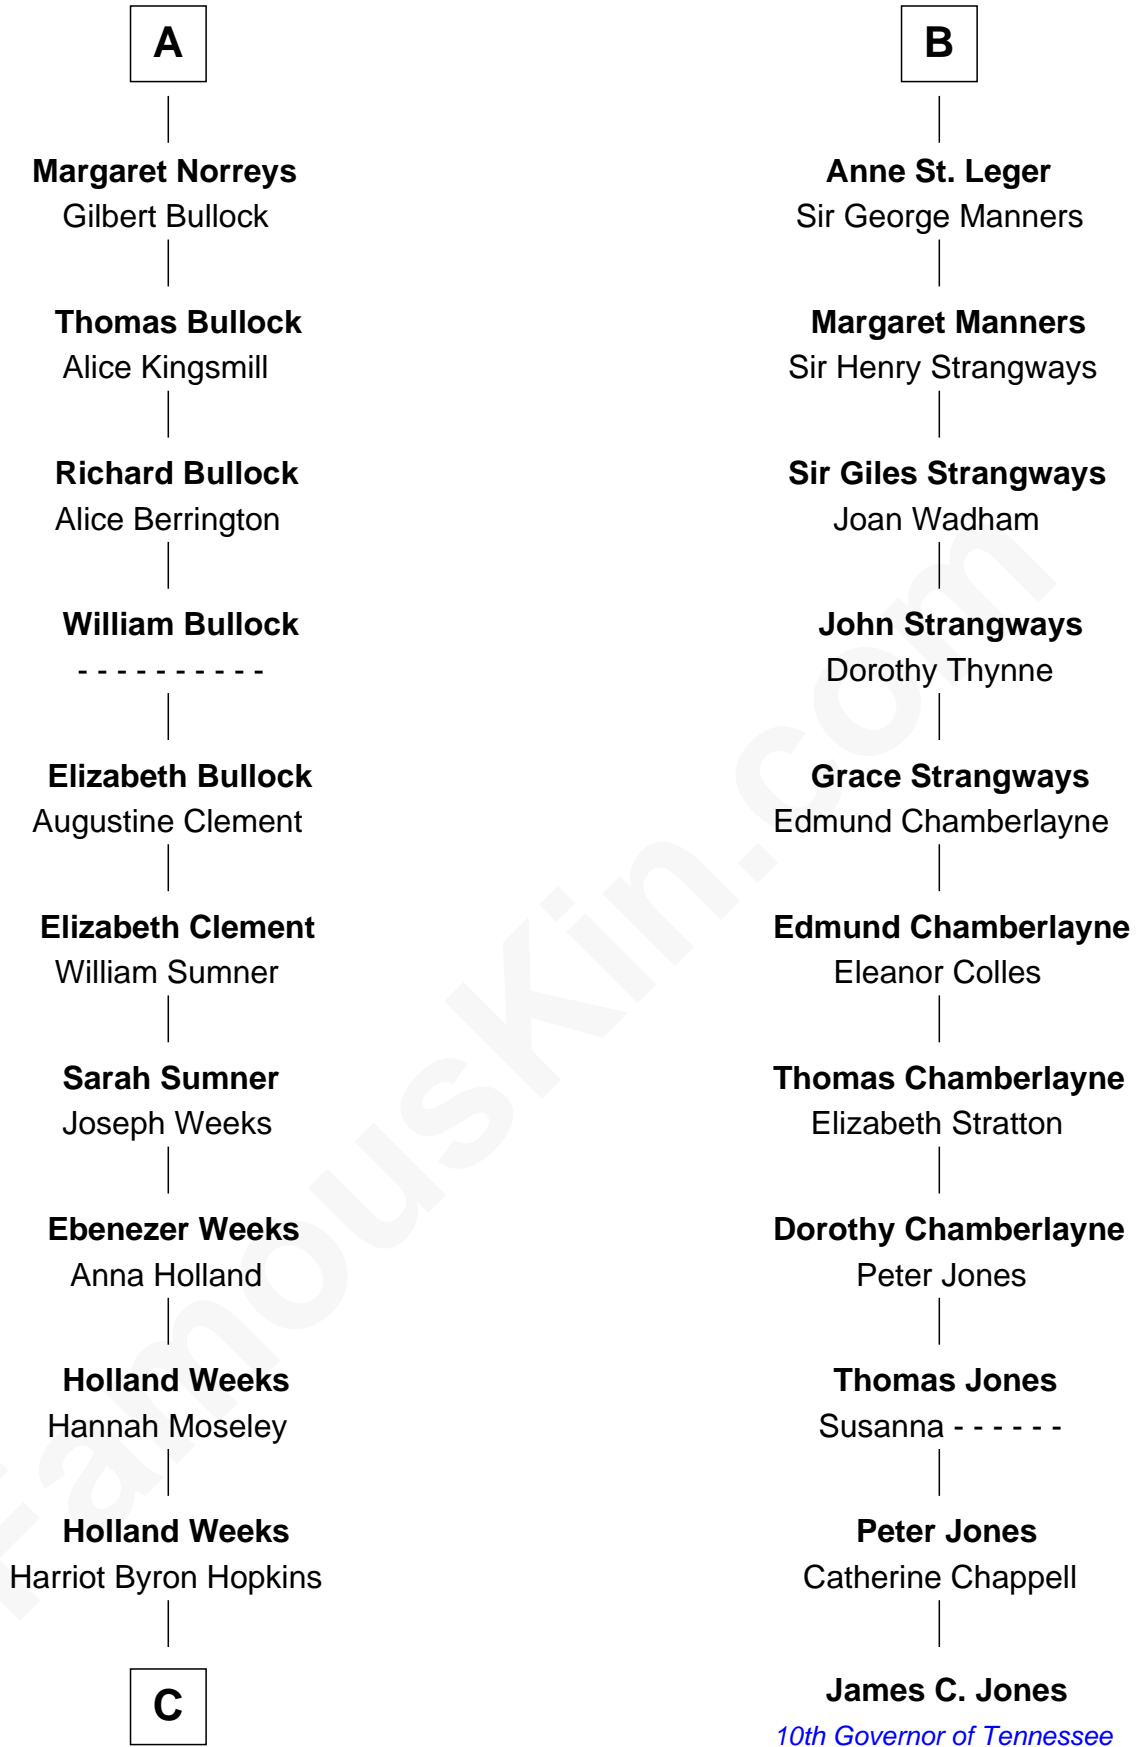 A
Margaret Norreys
Gilbert Bullock
Thomas Bullock
Alice Kingsmill
Richard Bullock
Alice Berrington
William Bullock
- - - - - - - - - -
Elizabeth Bullock
Augustine Clement
Elizabeth Clement
William Sumner
Sarah Sumner
Joseph Weeks
Ebenezer Weeks
Anna Holland
Holland Weeks
Hannah Moseley
Holland Weeks
Harriot Byron Hopkins
C
B
Anne St. Leger
Sir George Manners
Margaret Manners
Sir Henry Strangways
Sir Giles Strangways
Joan Wadham
John Strangways
Dorothy Thynne
Grace Strangways
Edmund Chamberlayne
Edmund Chamberlayne
Eleanor Colles
Thomas Chamberlayne
Elizabeth Stratton
Dorothy Chamberlayne
Peter Jones
Thomas Jones
Susanna - - - - - -
Peter Jones
Catherine Chappell
James C. Jones
10th Governor of Tennessee
FamousKin.com